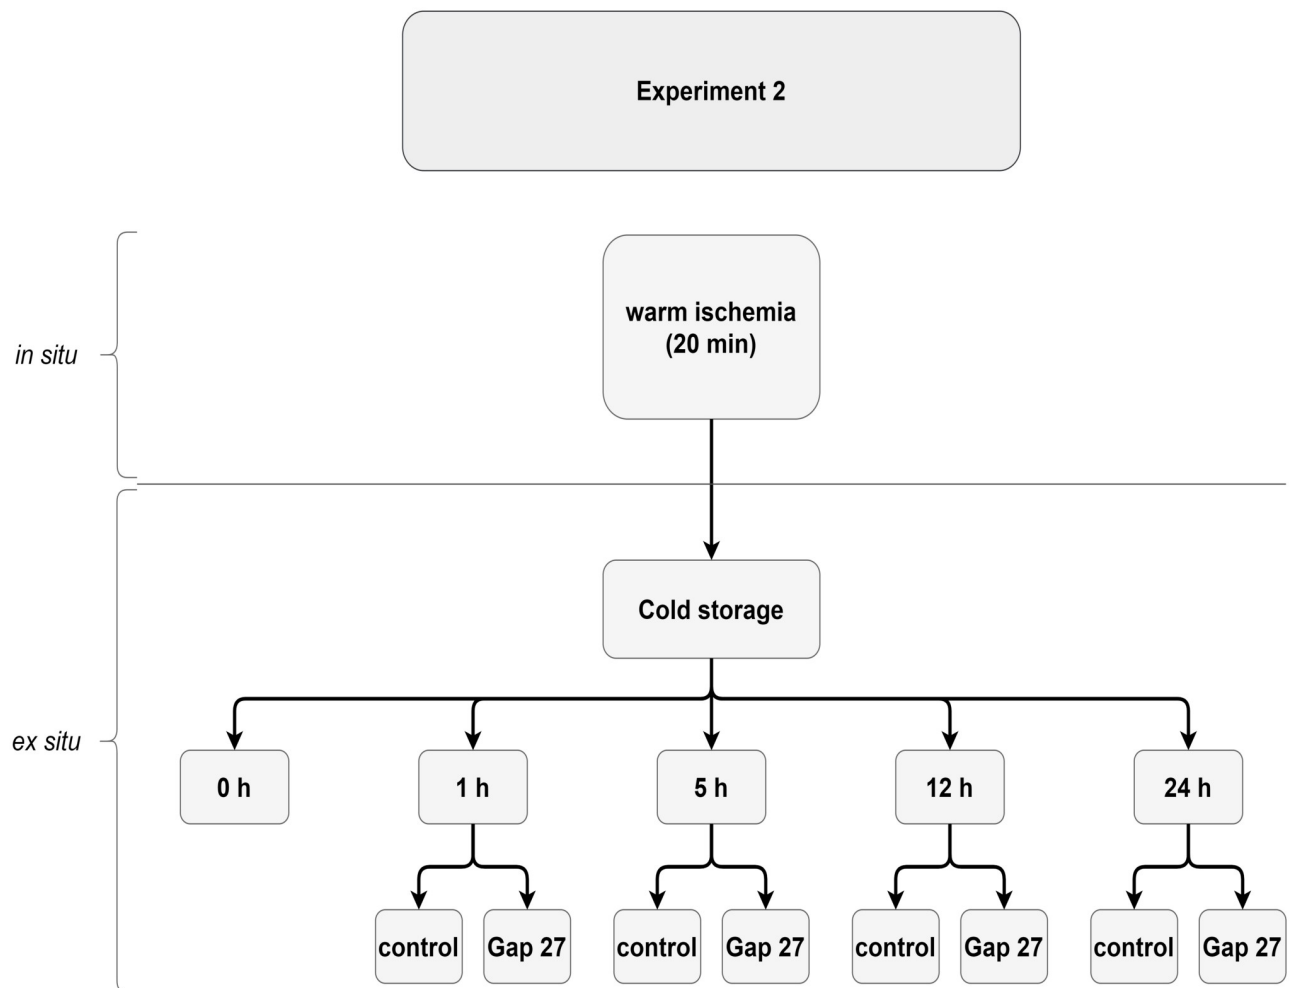 Experiment 2
in situ
warm ischemia
(20 min)
ex situ
Cold storage
0 h
1 h
5 h
12 h
24 h
control
Gap 27
control
Gap 27
control
Gap 27
control
Gap 27